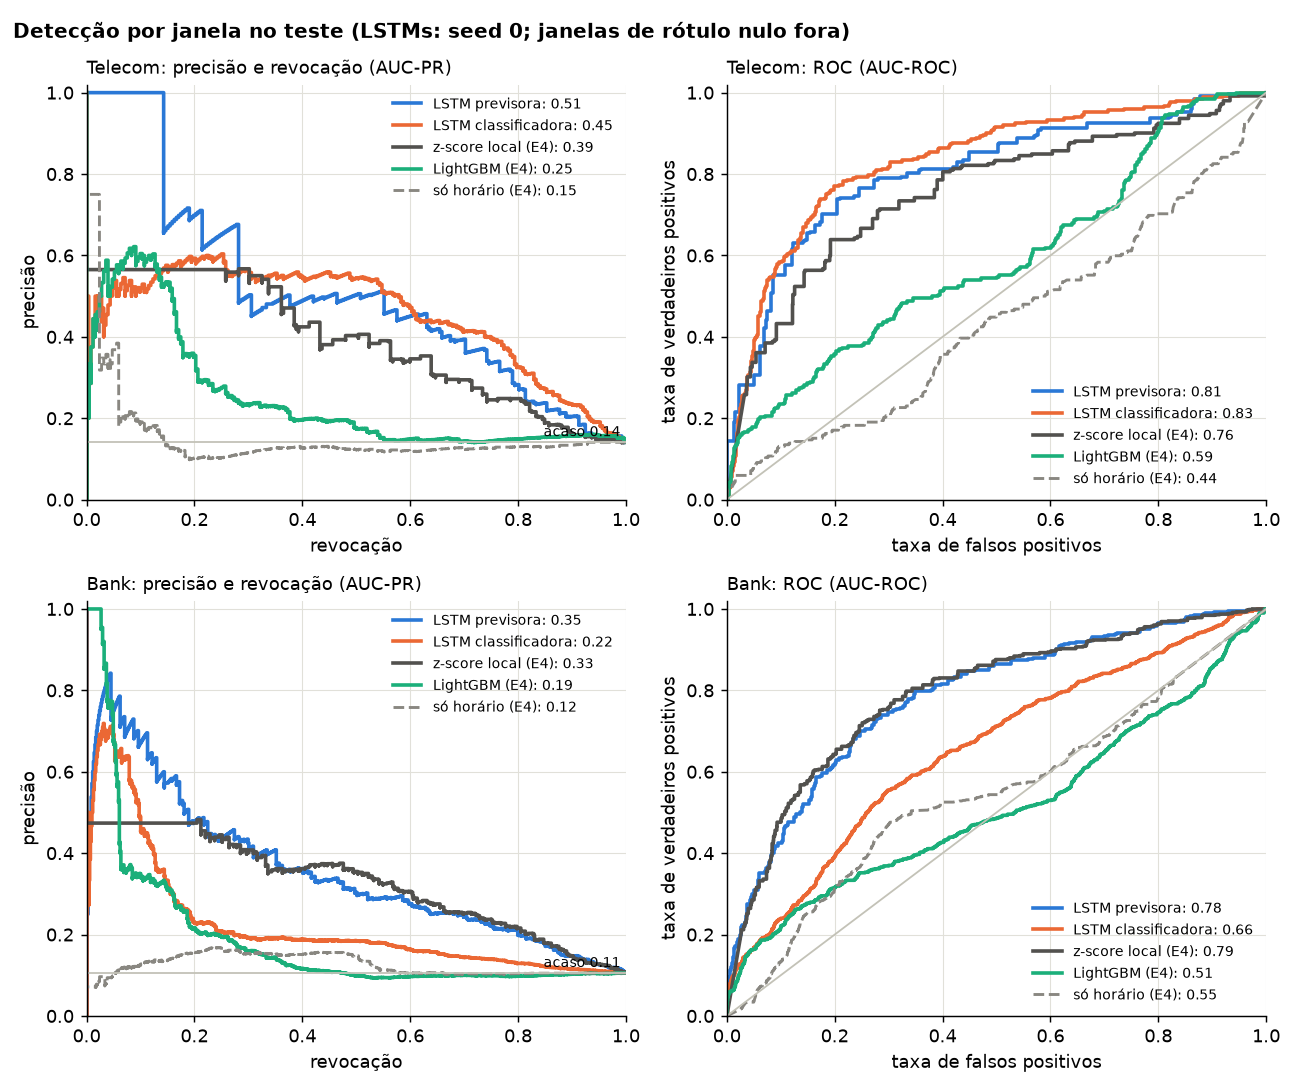 Detecção por janela no teste (LSTMs: seed 0; janelas de rótulo nulo fora)
Telecom: precisão e revocação (AUC-PR)
1.0
0.8
0.6
0.4
0.2
0.0
precisão
LSTM previsora: 0.51
LSTM classificadora: 0.45
z-score local (E4): 0.39
LightGBM (E4): 0.25
só horário (E4): 0.15
acaso 0.14
0.0 0.2 0.4 0.6 0.8 1.0
revocação
Telecom: ROC (AUC-ROC)
1.0
0.8
0.6
0.4
0.2
0.0
taxa de verdadeiros positivos
LSTM previsora: 0.81
LSTM classificadora: 0.83
z-score local (E4): 0.76
LightGBM (E4): 0.59
só horário (E4): 0.44
0.0 0.2 0.4 0.6 0.8 1.0
taxa de falsos positivos
Bank: precisão e revocação (AUC-PR)
1.0
0.8
0.6
0.4
0.2
0.0
precisão
LSTM previsora: 0.35
LSTM classificadora: 0.22
z-score local (E4): 0.33
LightGBM (E4): 0.19
só horário (E4): 0.12
acaso 0.11
0.0 0.2 0.4 0.6 0.8 1.0
revocação
Bank: ROC (AUC-ROC)
1.0
0.8
0.6
0.4
0.2
0.0
taxa de verdadeiros positivos
LSTM previsora: 0.78
LSTM classificadora: 0.66
z-score local (E4): 0.79
LightGBM (E4): 0.51
só horário (E4): 0.55
0.0 0.2 0.4 0.6 0.8 1.0
taxa de falsos positivos